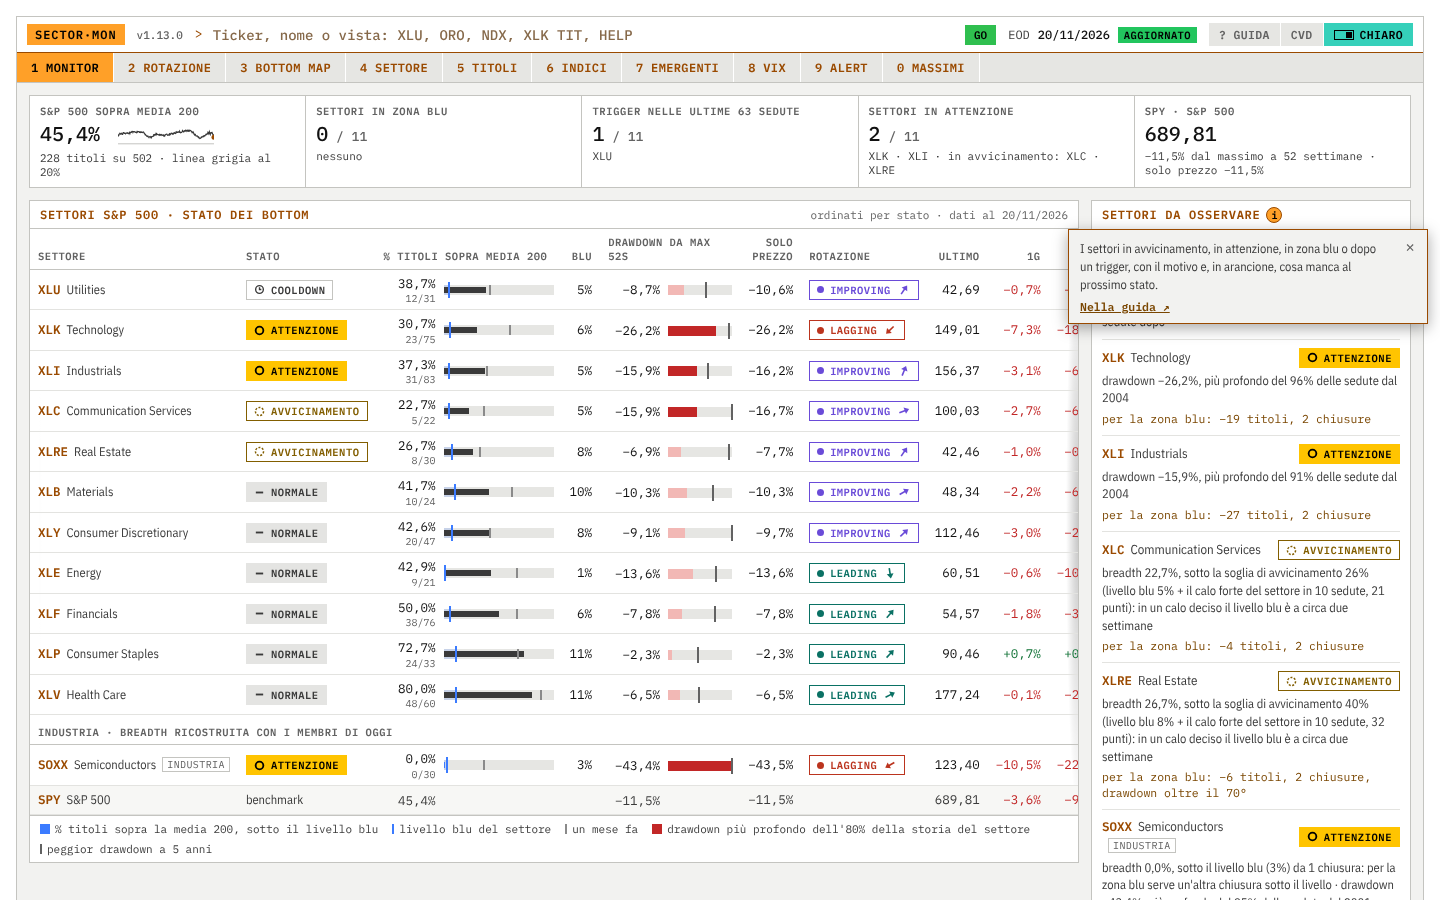 SECTOR·MON v1.13.0 > Ticker, nome o vista: XLU, ORO, NDX, XLK TIT, HELP GO EOD 20/11/2026 AGGIORNATO ? GUIDA CVD CHIARO
1 MONITOR 2 ROTAZIONE 3 BOTTOM MAP 4 SETTORE 5 TITOLI 6 INDICI 7 EMERGENTI 8 VIX 9 ALERT 0 MASSIMI
S&P 500 SOPRA MEDIA 200
45,4%
228 titoli su 502 · linea grigia al
20%
SETTORI IN ZONA BLU
0 / 11
nessuno
TRIGGER NELLE ULTIME 63 SEDUTE
1 / 11
XLU
SETTORI IN ATTENZIONE
2 / 11
XLK · XLI · in avvicinamento: XLC ·
XLRE
SPY · S&P 500
689,81
−11,5% dal massimo a 52 settimane ·
solo prezzo −11,5%
SETTORI S&P 500 · STATO DEI BOTTOM ordinati per stato · dati al 20/11/2026
SETTORE STATO % TITOLI SOPRA MEDIA 200 BLU DRAWDOWN DA MAX 52S SOLO PREZZO ROTAZIONE ULTIMO 1G
XLU Utilities COOLDOWN 38,7% 12/31 5% −8,7% −10,6% IMPROVING 42,69 −0,7%
XLK Technology ATTENZIONE 30,7% 23/75 6% −26,2% −26,2% LAGGING 149,01 −7,3% −18
XLI Industrials ATTENZIONE 37,3% 31/83 5% −15,9% −16,2% IMPROVING 156,37 −3,1% −6
XLC Communication Services AVVICINAMENTO 22,7% 5/22 5% −15,9% −16,7% IMPROVING 100,03 −2,7% −6
XLRE Real Estate AVVICINAMENTO 26,7% 8/30 8% −6,9% −7,7% IMPROVING 42,46 −1,0% −0
XLB Materials NORMALE 41,7% 10/24 10% −10,3% −10,3% IMPROVING 48,34 −2,2% −6
XLY Consumer Discretionary NORMALE 42,6% 20/47 8% −9,1% −9,7% IMPROVING 112,46 −3,0% −2
XLE Energy NORMALE 42,9% 9/21 1% −13,6% −13,6% LEADING 60,51 −0,6% −10
XLF Financials NORMALE 50,0% 38/76 6% −7,8% −7,8% LEADING 54,57 −1,8% −3
XLP Consumer Staples NORMALE 72,7% 24/33 11% −2,3% −2,3% LEADING 90,46 +0,7% +0
XLV Health Care NORMALE 80,0% 48/60 11% −6,5% −6,5% LEADING 177,24 −0,1% −2
INDUSTRIA · BREADTH RICOSTRUITA CON I MEMBRI DI OGGI
SOXX Semiconductors INDUSTRIA ATTENZIONE 0,0% 0/30 3% −43,4% −43,5% LAGGING 123,40 −10,5% −22
SPY S&P 500 benchmark 45,4% −11,5% −11,5% 689,81 −3,6% −9
% titoli sopra la media 200, sotto il livello blu livello blu del settore un mese fa drawdown più profondo dell'80% della storia del settore
peggior drawdown a 5 anni
SETTORI DA OSSERVARE i
I settori in avvicinamento, in attenzione, in zona blu o dopo
un trigger, con il motivo e, in arancione, cosa manca al
prossimo stato.
Nella guida ↗
×
XLK Technology ATTENZIONE
drawdown −26,2%, più profondo del 96% delle sedute dal
2004
per la zona blu: −19 titoli, 2 chiusure
XLI Industrials ATTENZIONE
drawdown −15,9%, più profondo del 91% delle sedute dal
2004
per la zona blu: −27 titoli, 2 chiusure
XLC Communication Services AVVICINAMENTO
breadth 22,7%, sotto la soglia di avvicinamento 26%
(livello blu 5% + il calo forte del settore in 10 sedute, 21
punti): in un calo deciso il livello blu è a circa due
settimane
per la zona blu: −4 titoli, 2 chiusure
XLRE Real Estate AVVICINAMENTO
breadth 26,7%, sotto la soglia di avvicinamento 40%
(livello blu 8% + il calo forte del settore in 10 sedute, 32
punti): in un calo deciso il livello blu è a circa due
settimane
per la zona blu: −6 titoli, 2 chiusure,
drawdown oltre il 70°
SOXX Semiconductors ATTENZIONE
INDUSTRIA
breadth 0,0%, sotto il livello blu (3%) da 1 chiusura: per la
zona blu serve un'altra chiusura sotto il livello · drawdown